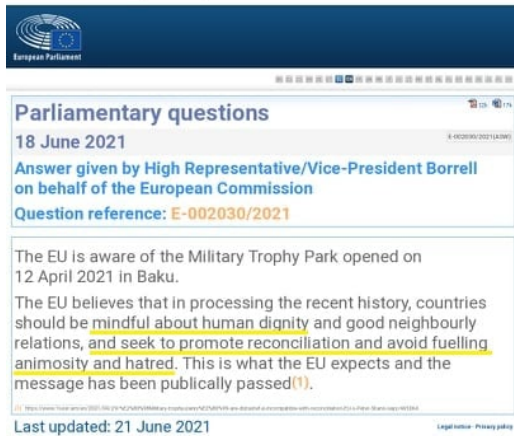 European Parliament
Parliamentary questions
18 June 2021
E-002030/2021(ASW)
Answer given by High Representative/Vice-President Borrell
on behalf of the European Commission
Question reference: E-002030/2021
The EU is aware of the Military Trophy Park opened on
12 April 2021 in Baku.
The EU believes that in processing the recent history, countries
should be mindful about human dignity and good neighbourly
relations, and seek to promote reconciliation and avoid fuelling
animosity and hatred. This is what the EU expects and the
message has been publically passed(1).
Last updated: 21 June 2021
Legal notice - Privacy policy